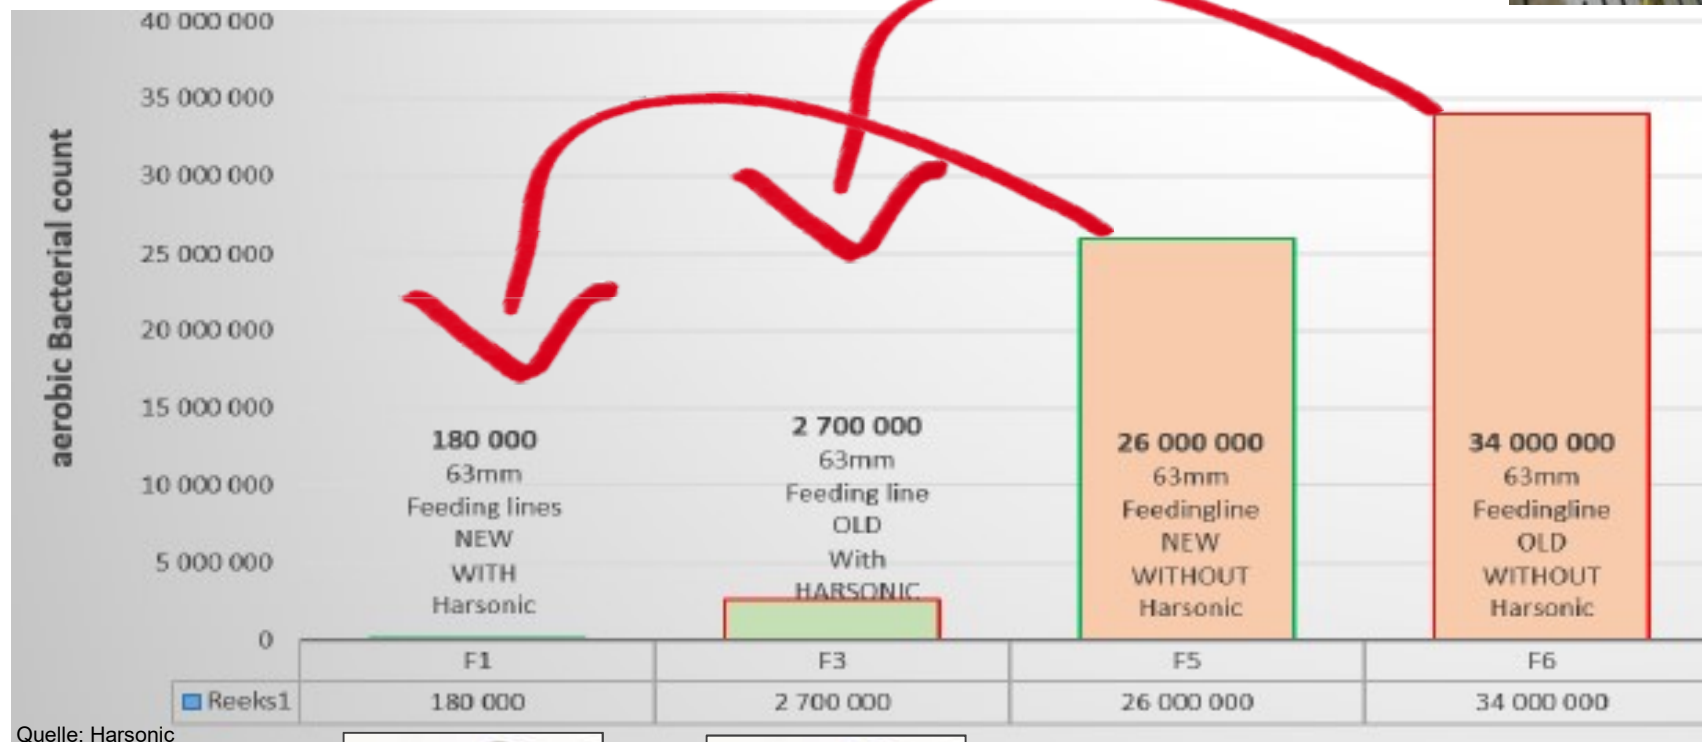 40 000 000
35 000 000
30 000 000
25 000 000
20 000 000
15 000 000
10 000 000
5 000 000
0
aerobic Bacterial count
180 000
63mm
Feeding lines
NEW
WITH
Harsonic
2 700 000
63mm
Feeding line
OLD
With
HARSONIC
26 000 000
63mm
Feedingline
NEW
WITHOUT
Harsonic
34 000 000
63mm
Feedingline
OLD
WITHOUT
Harsonic
F1 F3 F5 F6
Reeks1 180 000 2 700 000 26 000 000 34 000 000
Quelle: Harsonic